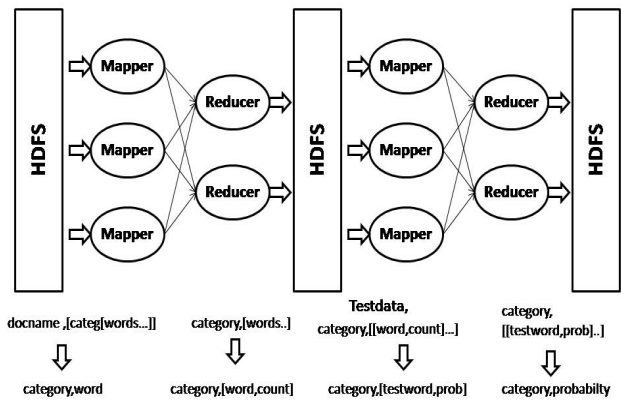 HDFS
Mapper
Mapper
Mapper
Reducer
Reducer
HDFS
Mapper
Mapper
Mapper
Reducer
Reducer
HDFS
docname ,[categ[words...]]
category,word
category,[words..]
category,[word,count]
Testdata,
category,[[word,count]...]
category,[testword,prob]
category,
[[testword,prob]..]
category,probabilty